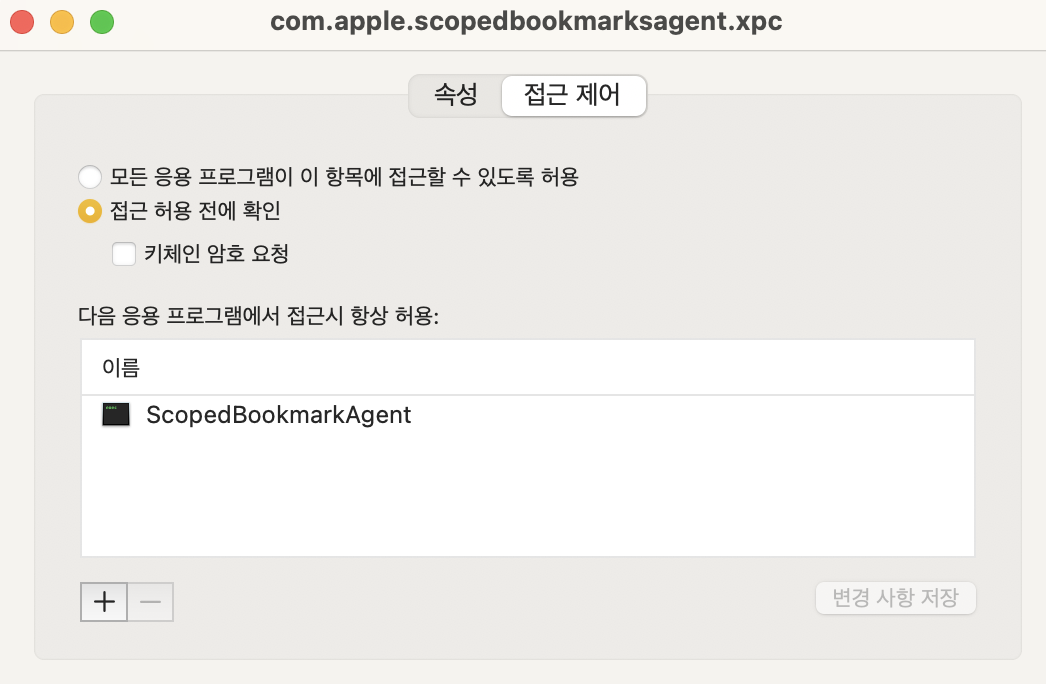 com.apple.scopedbookmarksagent.xpc
속성
접근 제어
모든 응용 프로그램이 이 항목에 접근할 수 있도록 허용
접근 허용 전에 확인
키체인 암호 요청
다음 응용 프로그램에서 접근시 항상 허용:
이름
ScopedBookmarkAgent
변경 사항 저장